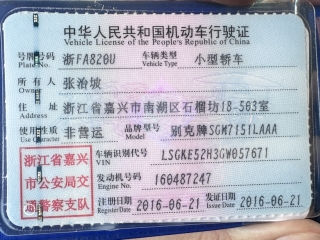 中华人民共和国机动车行驶证
Vehicle License of the People's Republic of China
号牌号码 浙FA820U 车辆类型 小型轿车
Plate No. Vehicle Type
所有人 张治坡
Owner
住址 浙江省嘉兴市南湖区石榴坊18-503室
使用性质 非营运 品牌型号 别克牌SGM7151LAAA
Use Character Model
浙江省嘉兴市公安局交通警察支队
车辆识别代号 LSGKE52H3GW057671
VIN
发动机号码 160487247
Engine No.
注册日期 2016-06-21 发证日期 2016-06-21
Register Date Issue Date